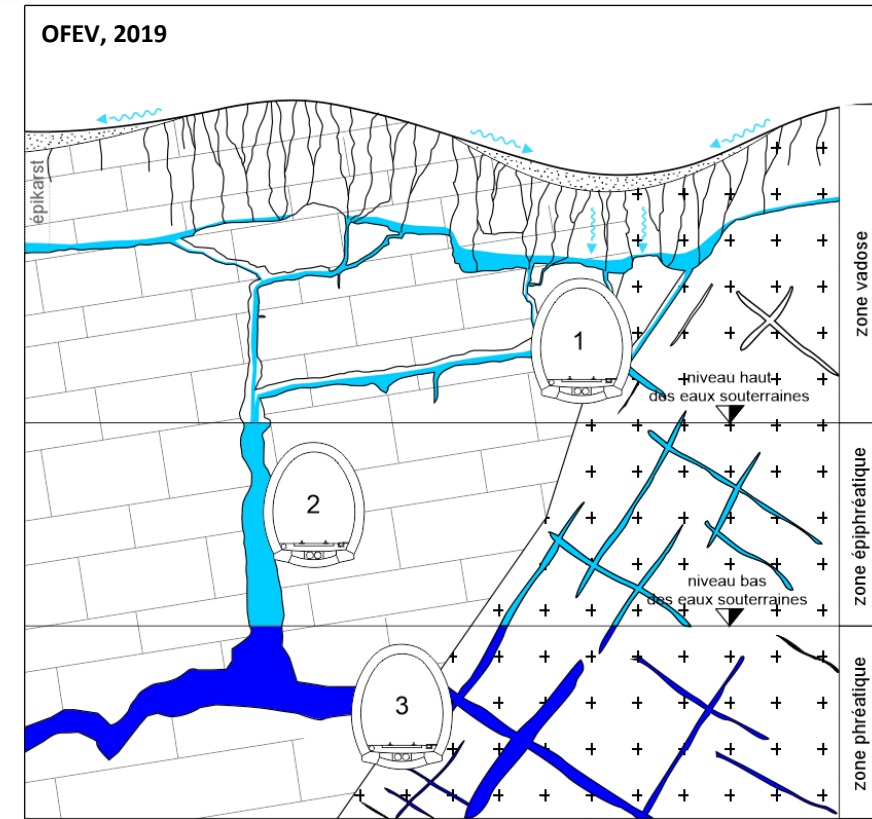 OFEV, 2019
épikarst
zone vadose
1
niveau haut
des eaux souterraines
2
zone épiphréatique
niveau bas
des eaux souterraines
3
zone phréatique